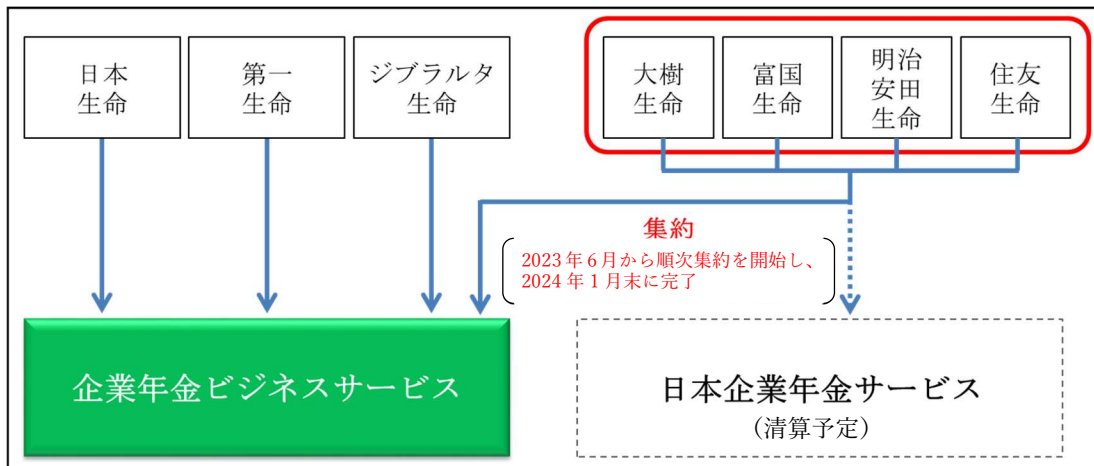 日本
生命
第一
生命
ジブラルタ
生命
大樹
生命
富国
生命
明治
安田
生命
住友
生命
集約
2023年6月から順次集約を開始し、
2024年1月末に完了
企業年金ビジネスサービス
日本企業年金サービス
(清算予定)